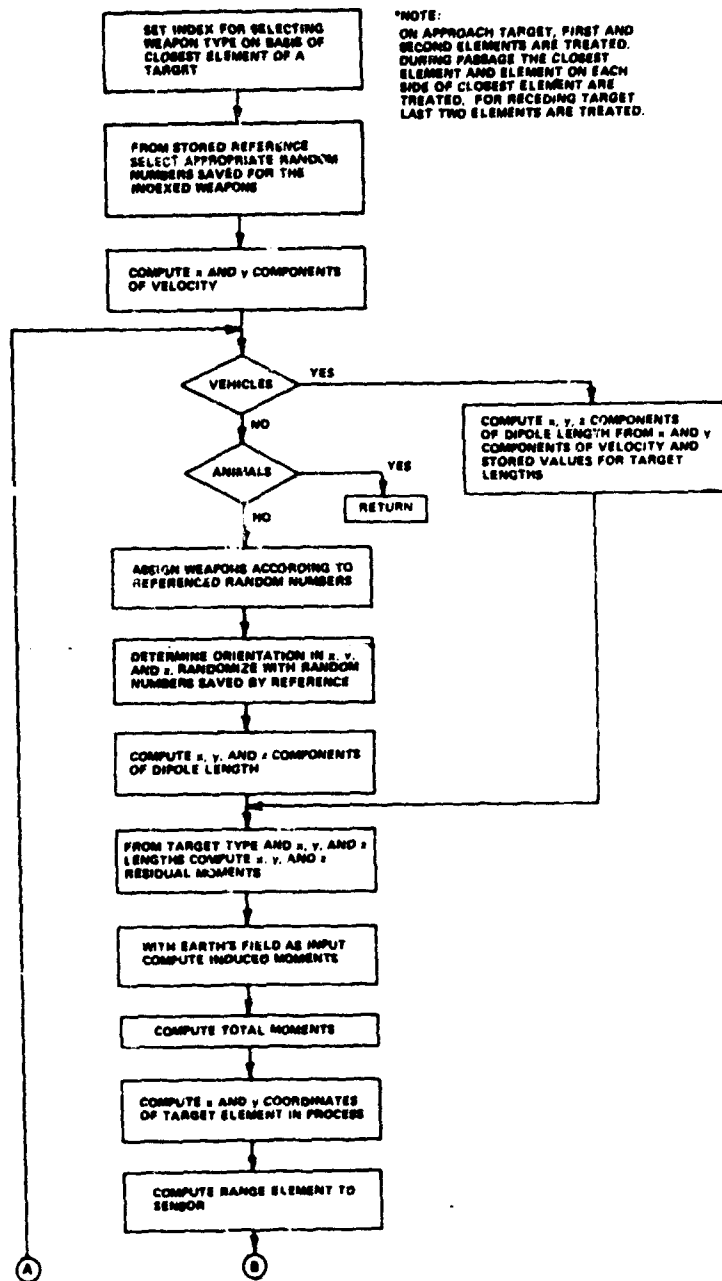 SET INDEX FOR SELECTING
WEAPON TYPE ON BASIS OF
CLOSEST ELEMENT OF A
TARGET
*NOTE:
ON APPROACH TARGET, FIRST AND
SECOND ELEMENTS ARE TREATED.
DURING PASSAGE THE CLOSEST
ELEMENT AND ELEMENT ON EACH
SIDE OF CLOSEST ELEMENT ARE
TREATED. FOR RECEDING TARGET
LAST TWO ELEMENTS ARE TREATED.
FROM STORED REFERENCE
SELECT APPROPRIATE RANDOM
NUMBERS SAVED FOR THE
INDEXED WEAPONS
COMPUTE x AND y COMPONENTS
OF VELOCITY
VEHICLES
YES
NO
COMPUTE x, y, z COMPONENTS
OF DIPOLE LENGTH FROM x AND y
COMPONENTS OF VELOCITY AND
STORED VALUES FOR TARGET
LENGTHS
ANIMALS
YES
RETURN
NO
ASSIGN WEAPONS ACCORDING TO
REFERENCED RANDOM NUMBERS
DETERMINE ORIENTATION IN x, y,
AND z. RANDOMIZE WITH RANDOM
NUMBERS SAVED BY REFERENCE
COMPUTE x, y, AND z COMPONENTS
OF DIPOLE LENGTH
FROM TARGET TYPE AND x, y, AND z
LENGTHS COMPUTE x, y, AND z
RESIDUAL MOMENTS
WITH EARTH'S FIELD AS INPUT
COMPUTE INDUCED MOMENTS
COMPUTE TOTAL MOMENTS
COMPUTE x AND y COORDINATES
OF TARGET ELEMENT IN PROCESS
COMPUTE RANGE ELEMENT TO
SENSOR
A
B